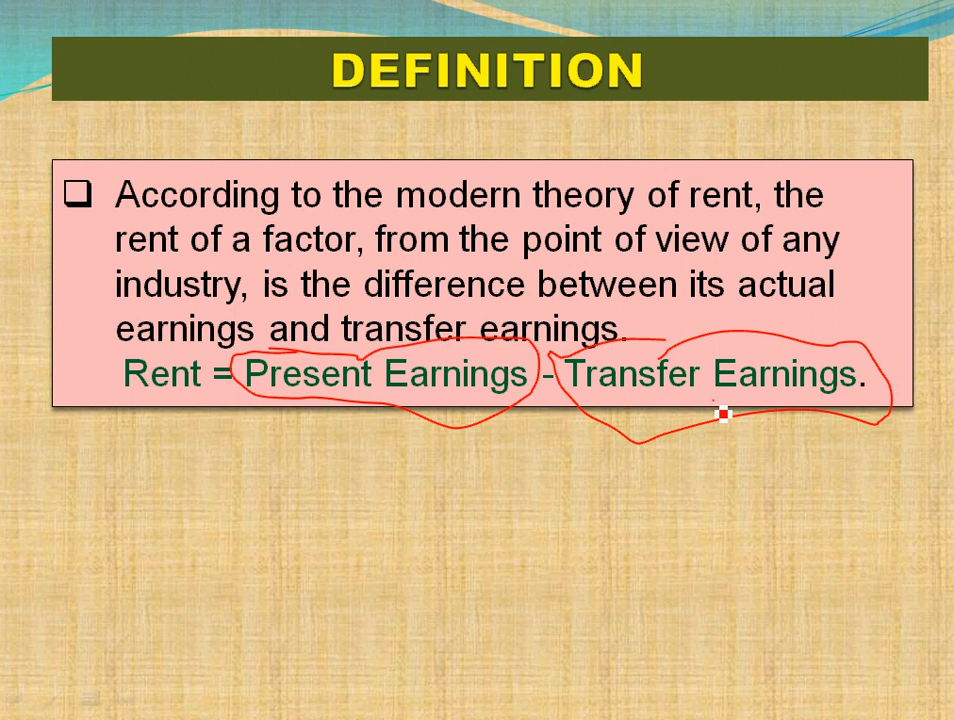 DEFINITION
❑ According to the modern theory of rent, the
rent of a factor, from the point of view of any
industry, is the difference between its actual
earnings and transfer earnings.
Rent = Present Earnings - Transfer Earnings.